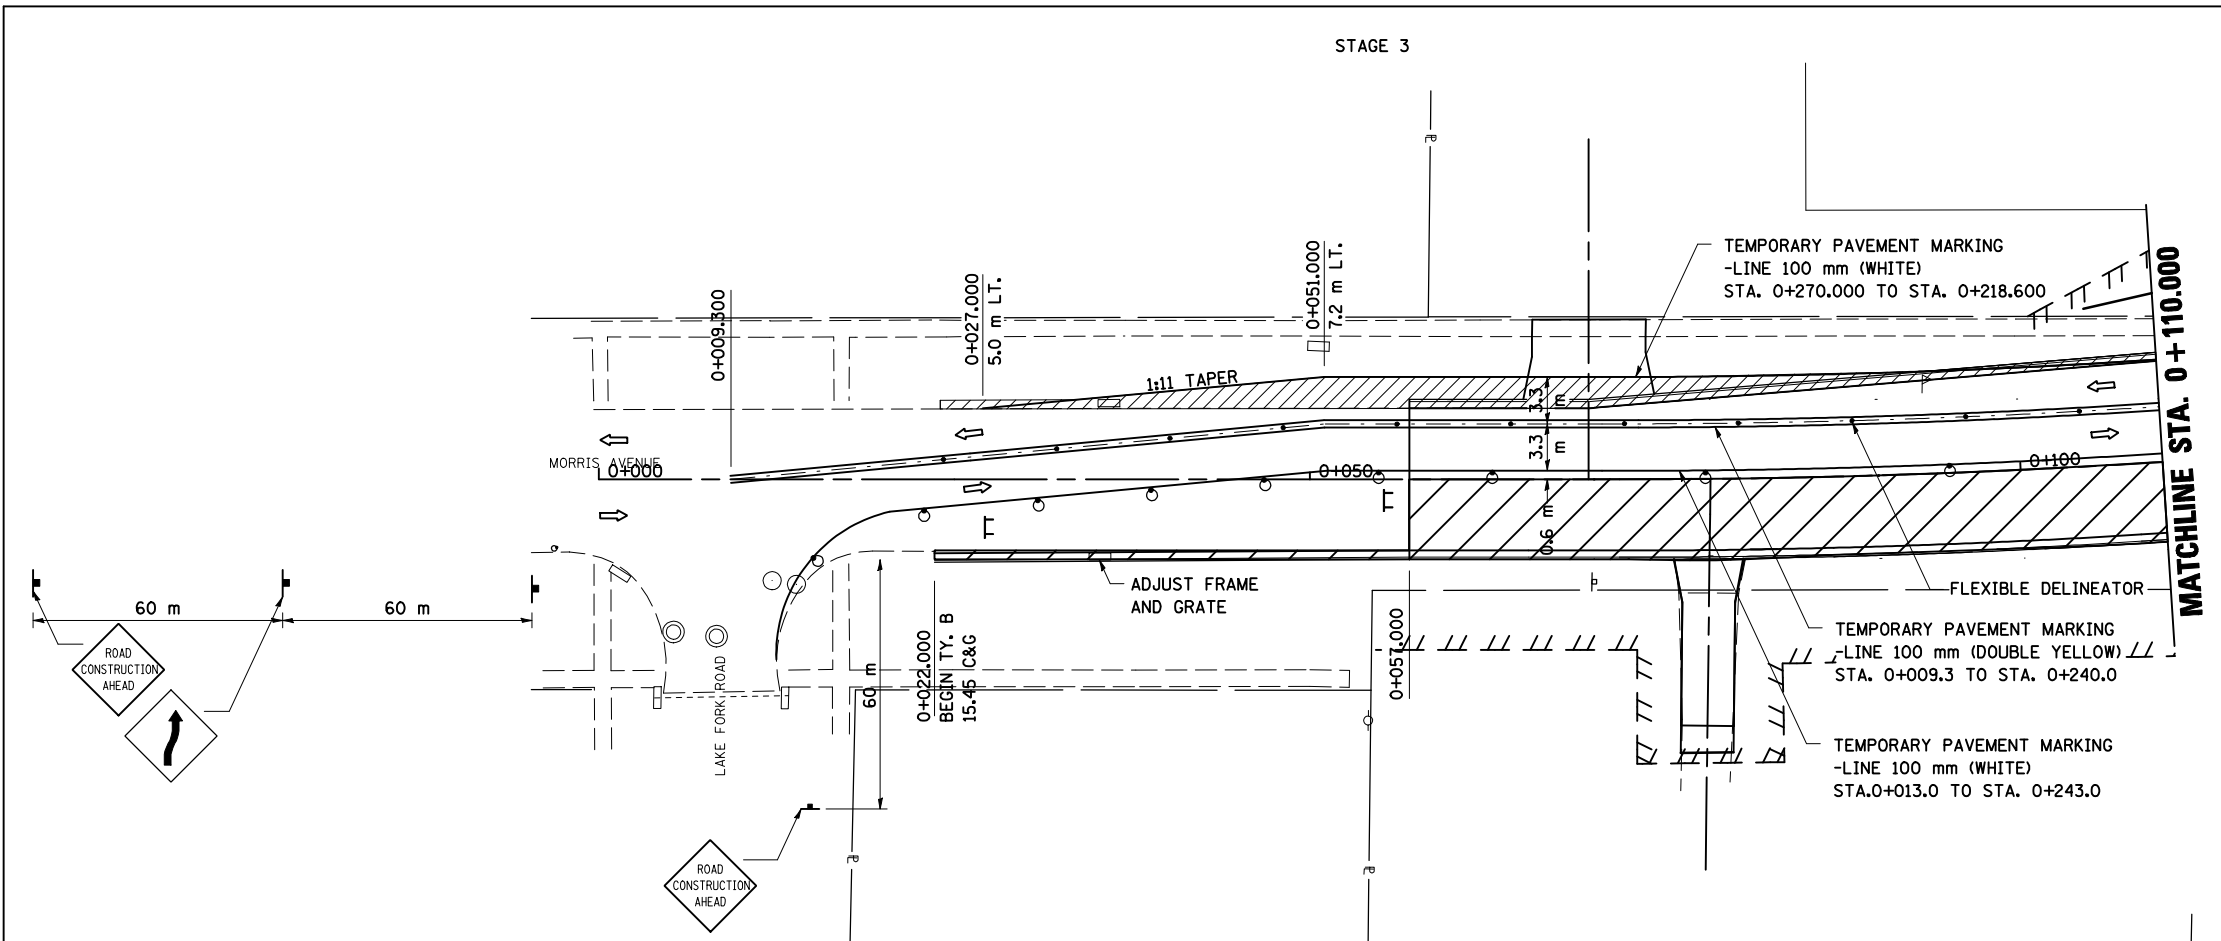 STAGE 3
TEMPORARY PAVEMENT MARKING
-LINE 100 mm (WHITE)
STA. 0+270.000 TO STA. 0+218.600
0+009.300
0+027.000
5.0 m LT.
0+051.000
7.2 m LT.
1:11 TAPER
3.3
m
3.3
m
MORRIS AVENUE
0+000
0+050
0+100
0.6 m
MATCHLINE STA. 0+110.000
ADJUST FRAME
AND GRATE
FLEXIBLE DELINEATOR
60 m
60 m
ROAD
CONSTRUCTION
AHEAD
LAKE FORK ROAD
60 m
0+022.000
BEGIN TY. B
15.45 C&G
0+057.000
TEMPORARY PAVEMENT MARKING
-LINE 100 mm (DOUBLE YELLOW)
STA. 0+009.3 TO STA. 0+240.0
TEMPORARY PAVEMENT MARKING
-LINE 100 mm (WHITE)
STA.0+013.0 TO STA. 0+243.0
ROAD
CONSTRUCTION
AHEAD
PL
PL
PL